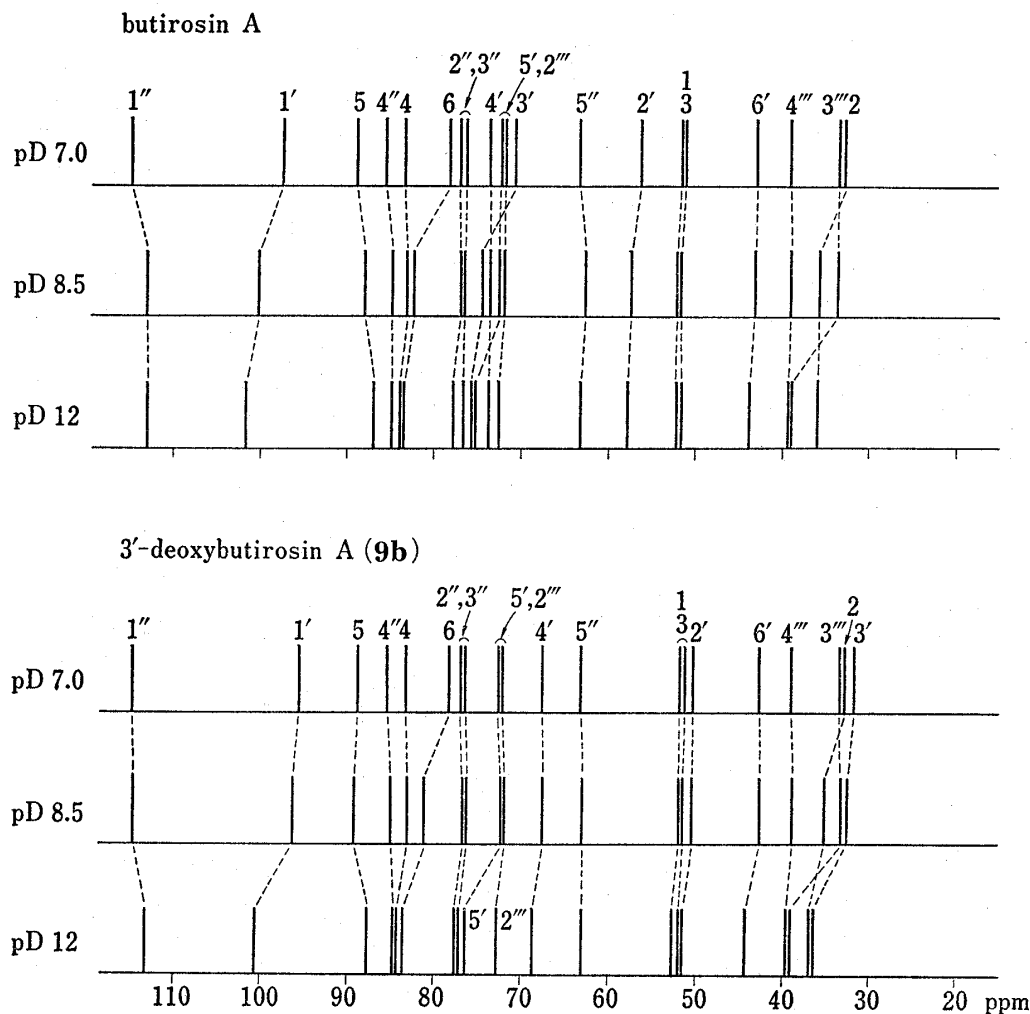 butirosin A
2″,3″ 5′,2‴ 1
1″ 1′ 5 4″ 4 6 4′ 3′ 5″ 2′ 3 6′ 4‴ 3‴ 2
pD 7.0
pD 8.5
pD 12
3′-deoxybutirosin A (9b)
2″,3″ 5′,2‴ 1 2
1″ 1′ 5 4″ 4 6 4′ 5″ 3 2′ 6′ 4‴ 3‴ 3′
pD 7.0
pD 8.5
pD 12
5′ 2‴
110 100 90 80 70 60 50 40 30 20 ppm